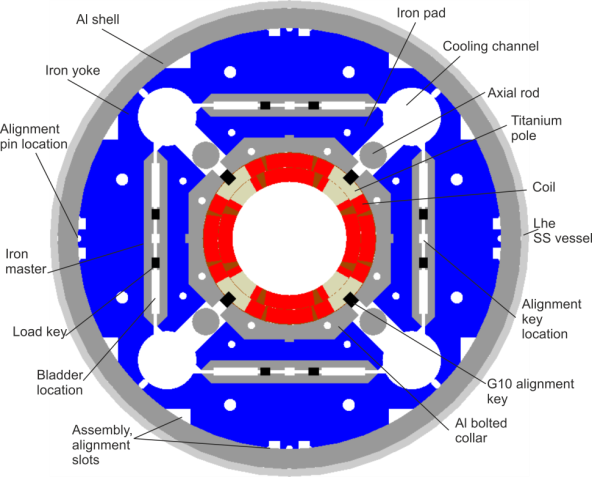 Al shell
Iron pad
Cooling channel
Iron yoke
Axial rod
Alignment
pin location
Titanium
pole
Coil
Lhe
SS vessel
Iron
master
Alignment
key
location
Load key
Bladder
location
G10 alignment
key
Al bolted
collar
Assembly,
alignment
slots